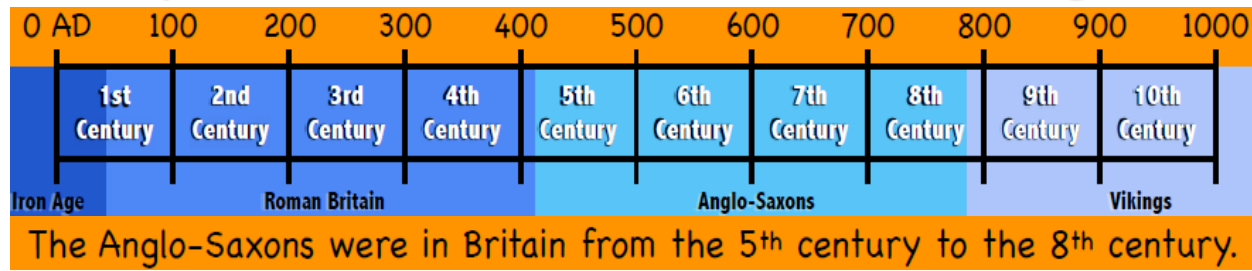 0 AD 100 200 300 400 500 600 700 800 900 1000
1st Century
2nd Century
3rd Century
4th Century
5th Century
6th Century
7th Century
8th Century
9th Century
10th Century
Iron Age Roman Britain Anglo-Saxons Vikings
The Anglo-Saxons were in Britain from the 5th century to the 8th century.